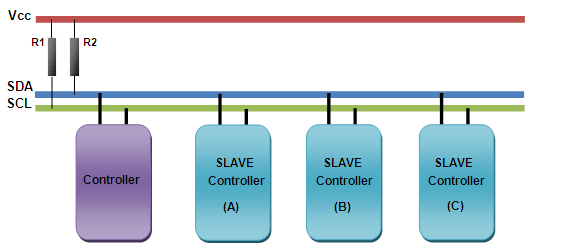 Vcc
R1
R2
SDA
SCL
Controller
SLAVE
Controller
(A)
SLAVE
Controller
(B)
SLAVE
Controller
(C)